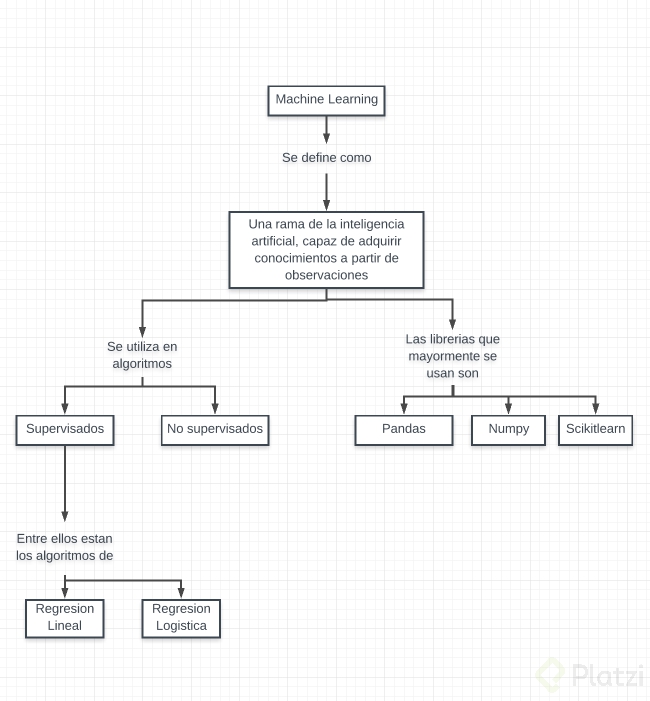 Machine Learning
Se define como
Una rama de la inteligencia
artificial, capaz de adquirir
conocimientos a partir de
observaciones
Se utiliza en
algoritmos
Las librerias que
mayormente se
usan son
Supervisados
No supervisados
Pandas
Numpy
Scikitlearn
Entre ellos estan
los algoritmos de
Regresion
Lineal
Regresion
Logistica
Platzi